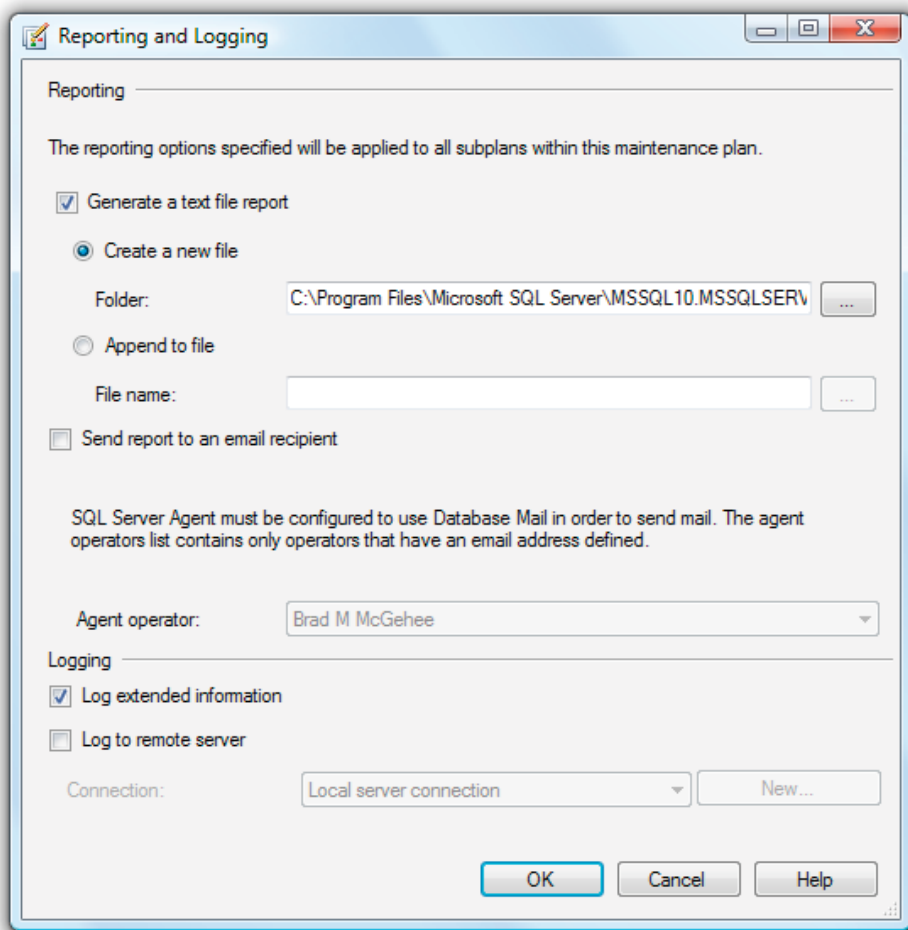 Reporting and Logging
Reporting
The reporting options specified will be applied to all subplans within this maintenance plan.
Generate a text file report
Create a new file
Folder: C:\Program Files\Microsoft SQL Server\MSSQL10.MSSQLSERV ...
Append to file
File name: ...
Send report to an email recipient
SQL Server Agent must be configured to use Database Mail in order to send mail. The agent
operators list contains only operators that have an email address defined.
Agent operator: Brad M McGehee
Logging
Log extended information
Log to remote server
Connection: Local server connection New...
OK Cancel Help